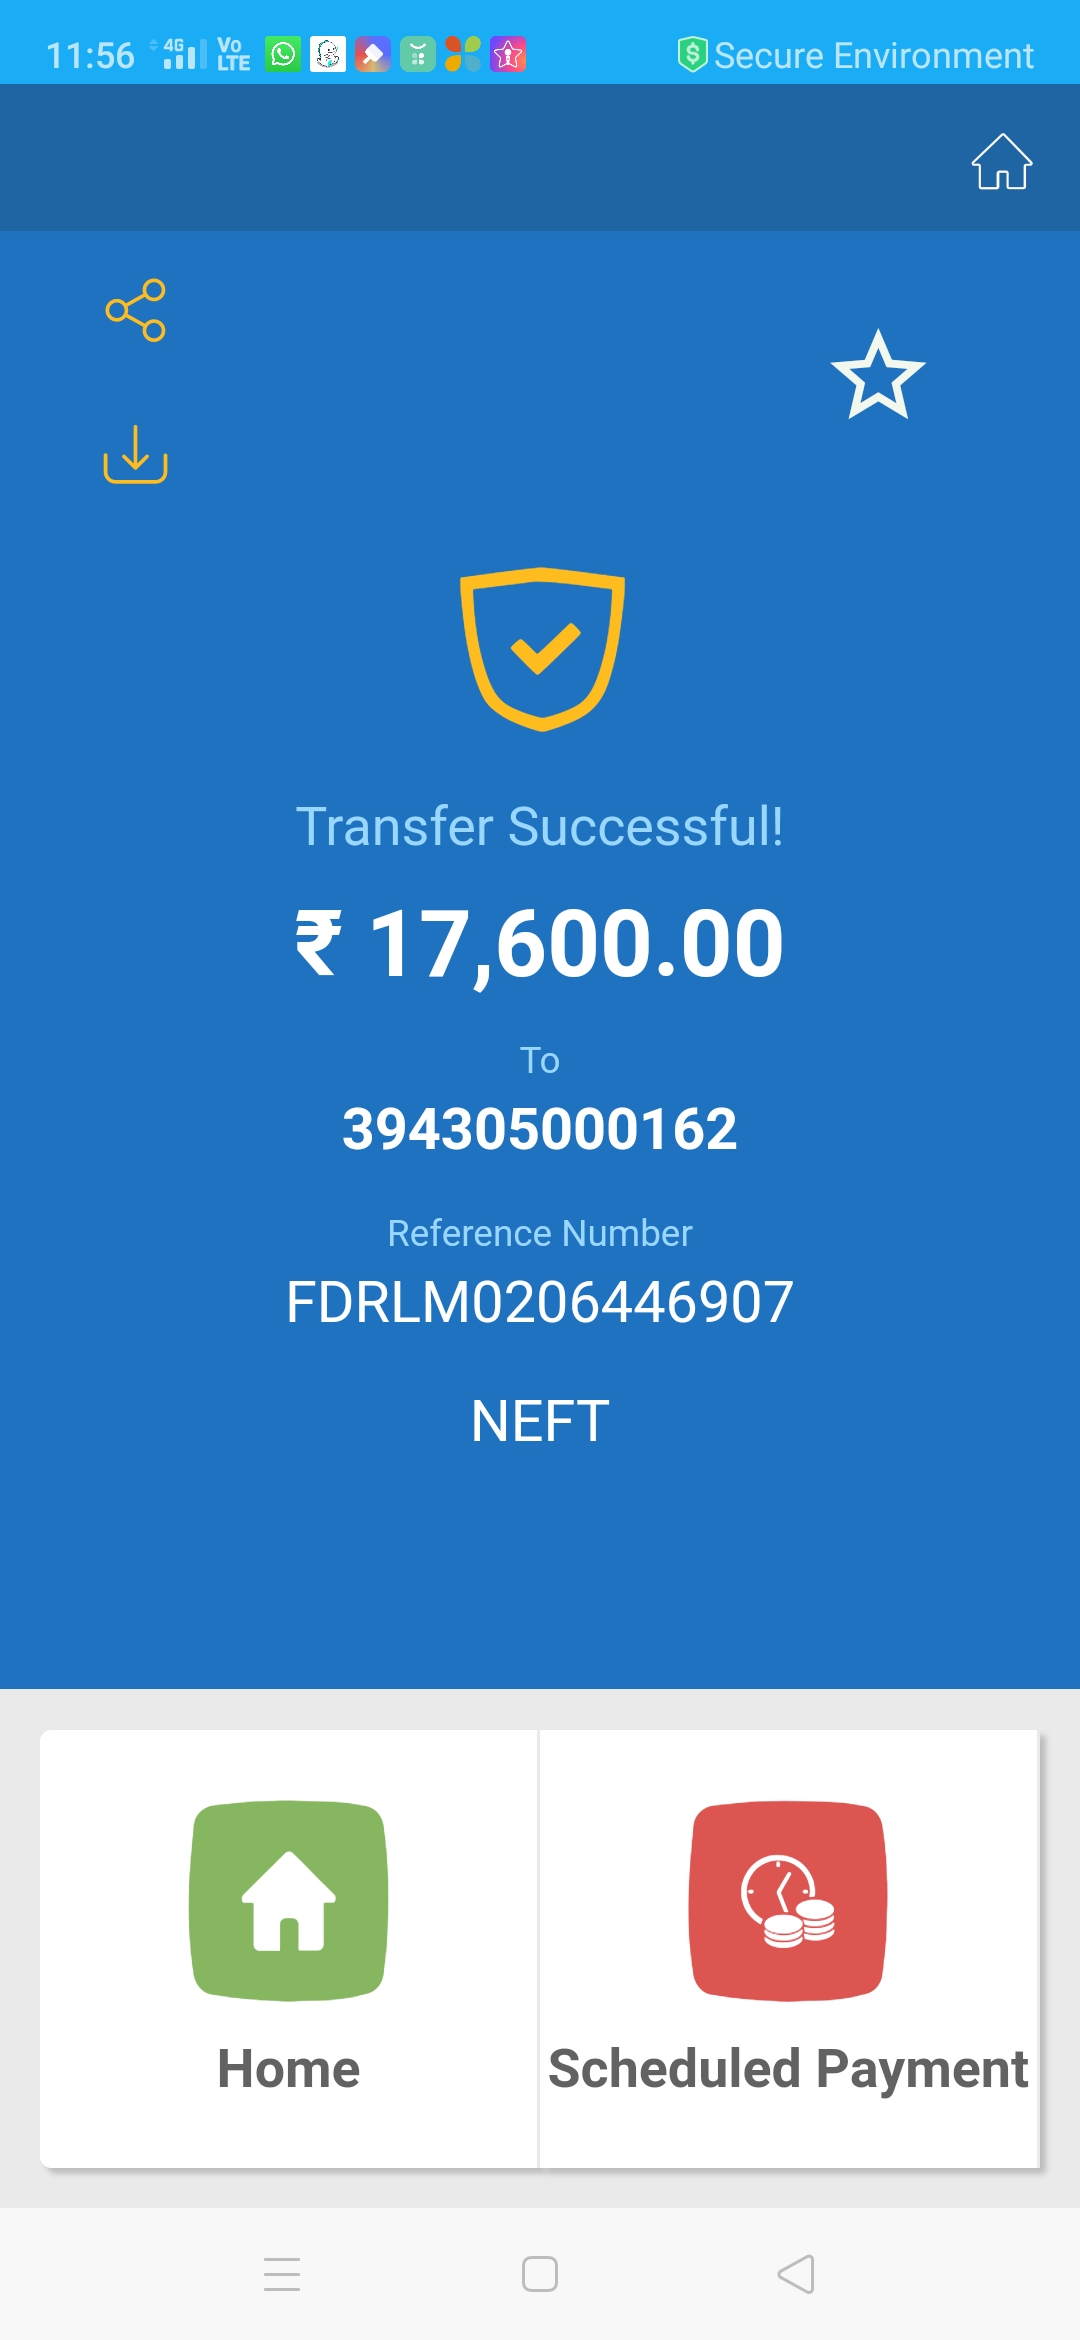 11:56 4G Vo LTE Secure Environment
Transfer Successful!
₹ 17,600.00
To
394305000162
Reference Number
FDRLM0206446907
NEFT
Home Scheduled Payment